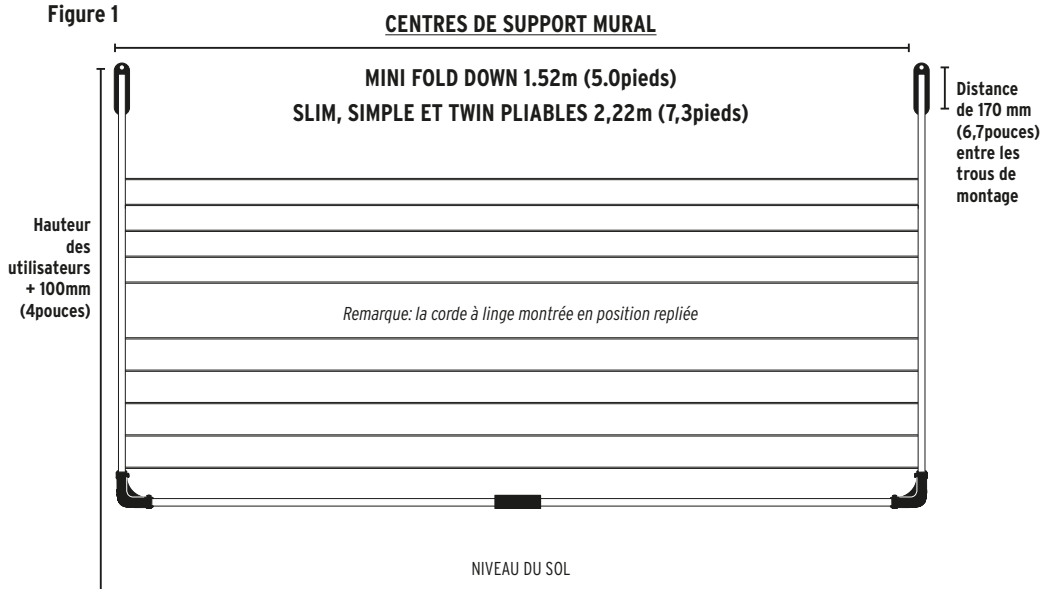 Figure 1
CENTRES DE SUPPORT MURAL
MINI FOLD DOWN 1.52m (5.0pieds)
SLIM, SIMPLE ET TWIN PLIABLES 2,22m (7,3pieds)
Distance
de 170 mm
(6,7pouces)
entre les
trous de
montage
Hauteur
des
utilisateurs
+ 100mm
(4pouces)
Remarque: la corde à linge montrée en position repliée
NIVEAU DU SOL